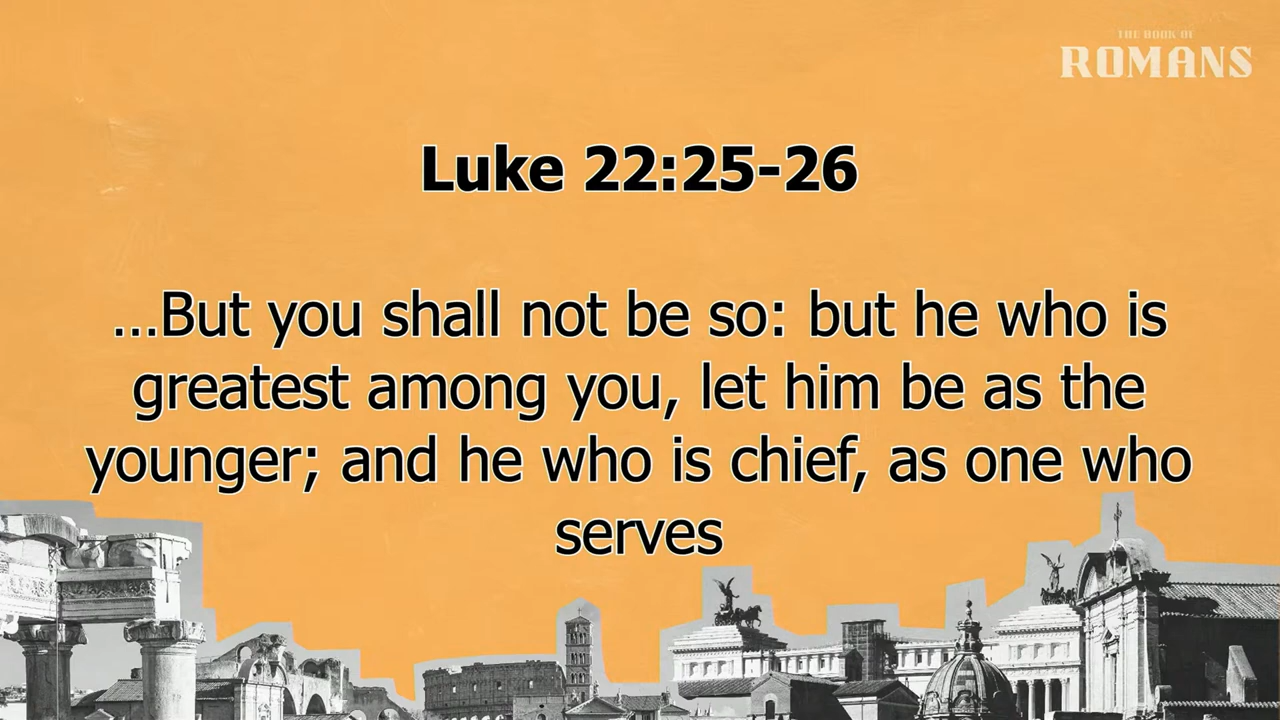 THE BOOK OF
ROMANS
Luke 22:25-26
...But you shall not be so: but he who is
greatest among you, let him be as the
younger; and he who is chief, as one who
serves